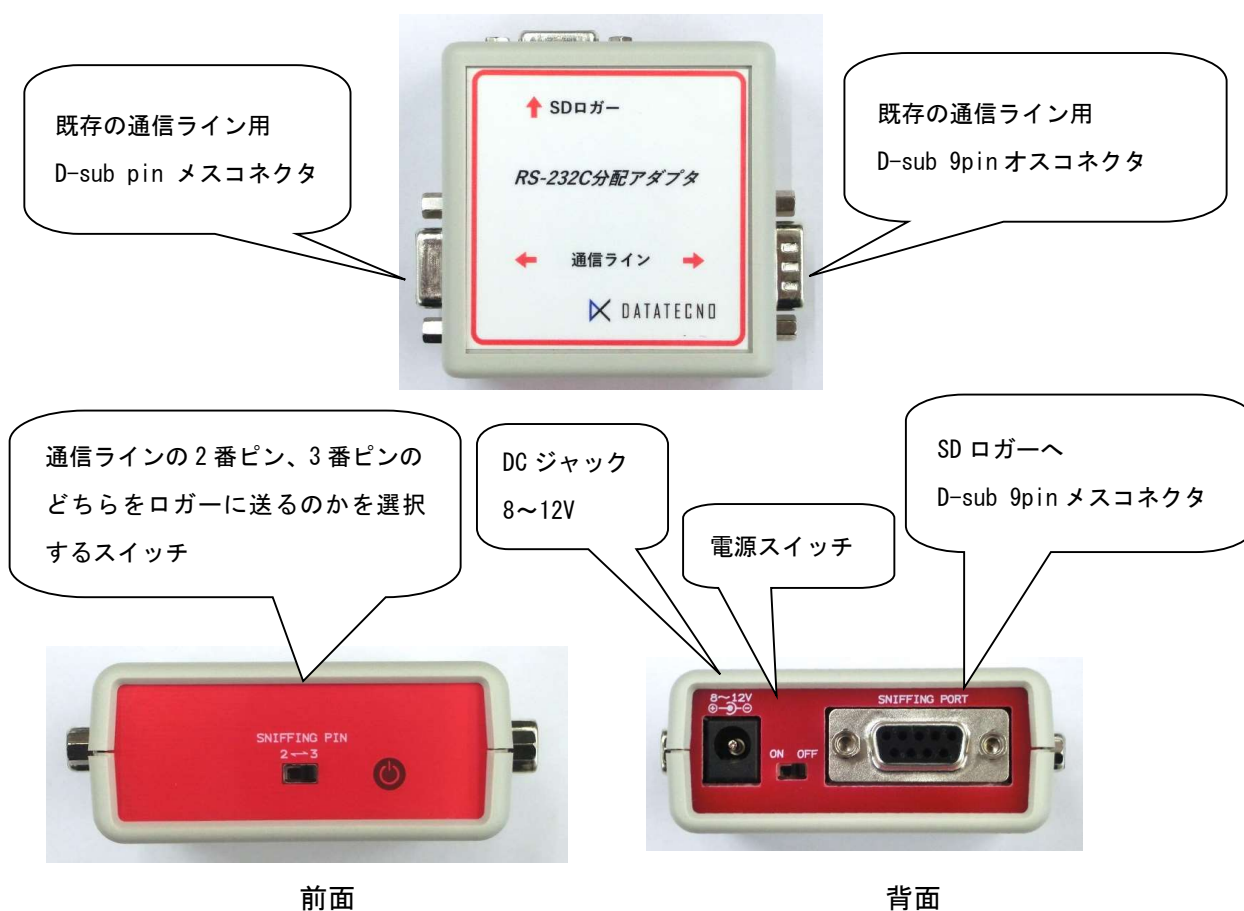 既存の通信ライン用
D-sub pin メスコネクタ
SDロガー
RS-232C分配アダプタ
通信ライン
DATATECNO
既存の通信ライン用
D-sub 9pin オスコネクタ
通信ラインの 2 番ピン、3 番ピンの
どちらをロガーに送るのかを選択
するスイッチ
DC ジャック
8～12V
電源スイッチ
SD ロガーへ
D-sub 9pin メスコネクタ
SNIFFING PIN
2⇌3
8～12V
ON OFF
SNIFFING PORT
前面
背面